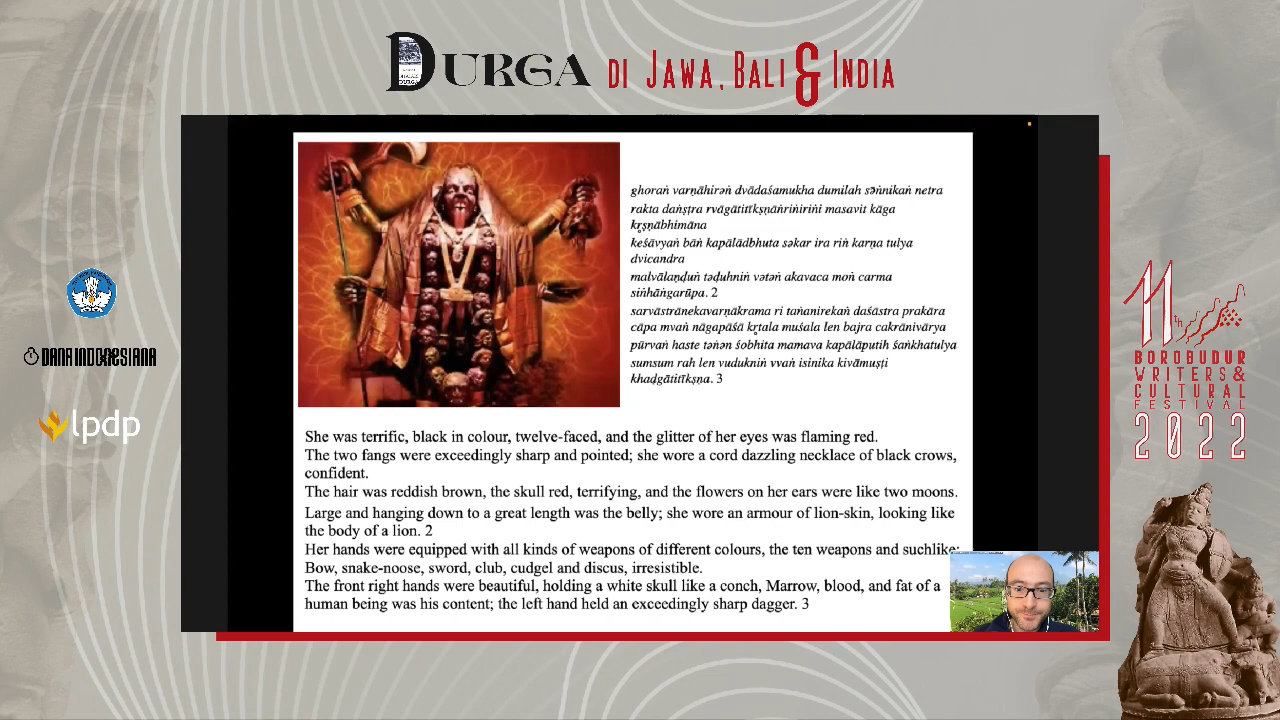 DURGA DI JAWA, BALI & INDIA
ghoraṅ varṇāhirəṅ dvādaśamukha dumilah səṅnikaṅ netra
rakta daṅṣṭra rvāgātitīkṣṇāṅriṅiriṅi masavit kāga
kṛṣṇābhimāna
keśāvyaṅ bāṅ kapālādbhuta səkar ira riṅ karṇa tulya
dvicandra
malvālaṇḍuṅ təḍuhniṅ vətəṅ akavaca moṅ carma
siṅhāṅgarūpa. 2
sarvāstrānekavarṇākrama ri taṅanirekaṅ daśāstra prakāra
cāpa mvaṅ nāgapāśā kṛtala muśala len bajra cakrānivārya
pūrvaṅ haste təṅən śobhita mamava kapālāputih śaṅkhatulya
sumsum rah len vudukniṅ vvaṅ isinika kivāmuṣṭi
khaḍgātitīkṣṇa. 3
She was terrific, black in colour, twelve-faced, and the glitter of her eyes was flaming red.
The two fangs were exceedingly sharp and pointed; she wore a cord dazzling necklace of black crows,
confident.
The hair was reddish brown, the skull red, terrifying, and the flowers on her ears were like two moons.
Large and hanging down to a great length was the belly; she wore an armour of lion-skin, looking like
the body of a lion. 2
Her hands were equipped with all kinds of weapons of different colours, the ten weapons and suchlike:
Bow, snake-noose, sword, club, cudgel and discus, irresistible.
The front right hands were beautiful, holding a white skull like a conch, Marrow, blood, and fat of a
human being was his content; the left hand held an exceedingly sharp dagger. 3
DANA INDONESIANA
lpdp
11th
BOROBUDUR
WRITERS &
CULTURAL
FESTIVAL
2022